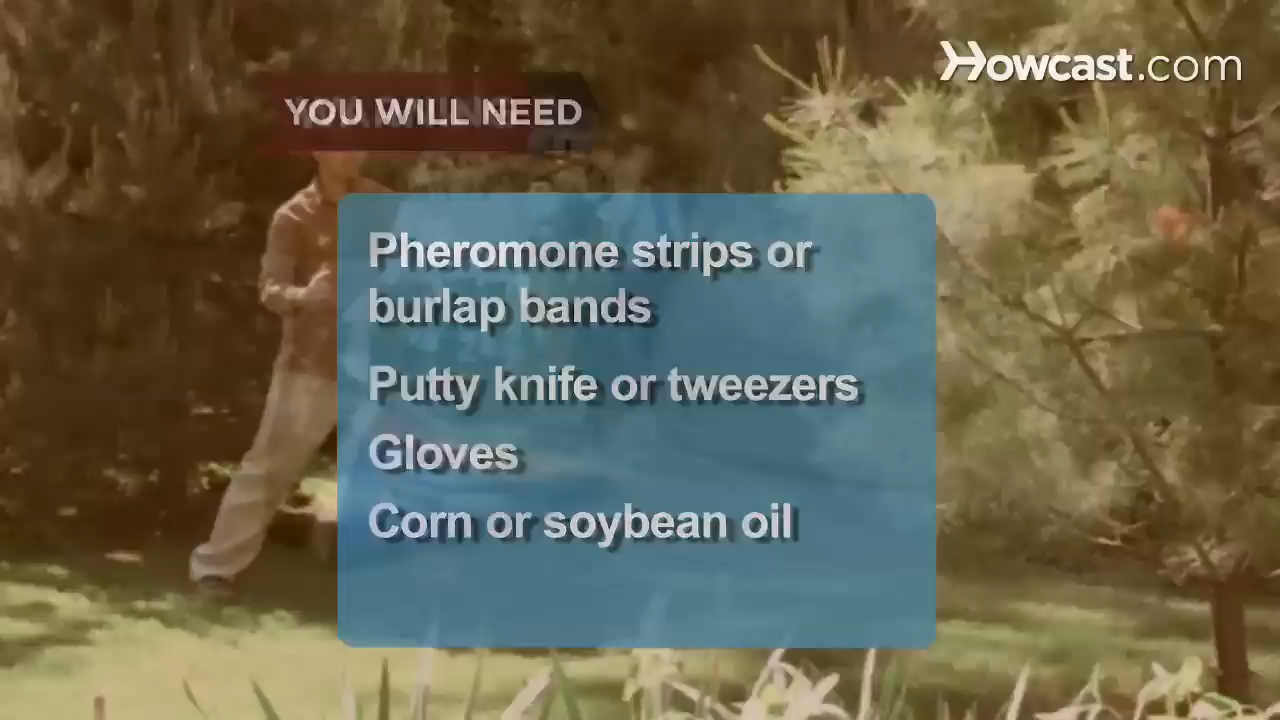 Howcast.com
YOU WILL NEED
Pheromone strips or
burlap bands
Putty knife or tweezers
Gloves
Corn or soybean oil